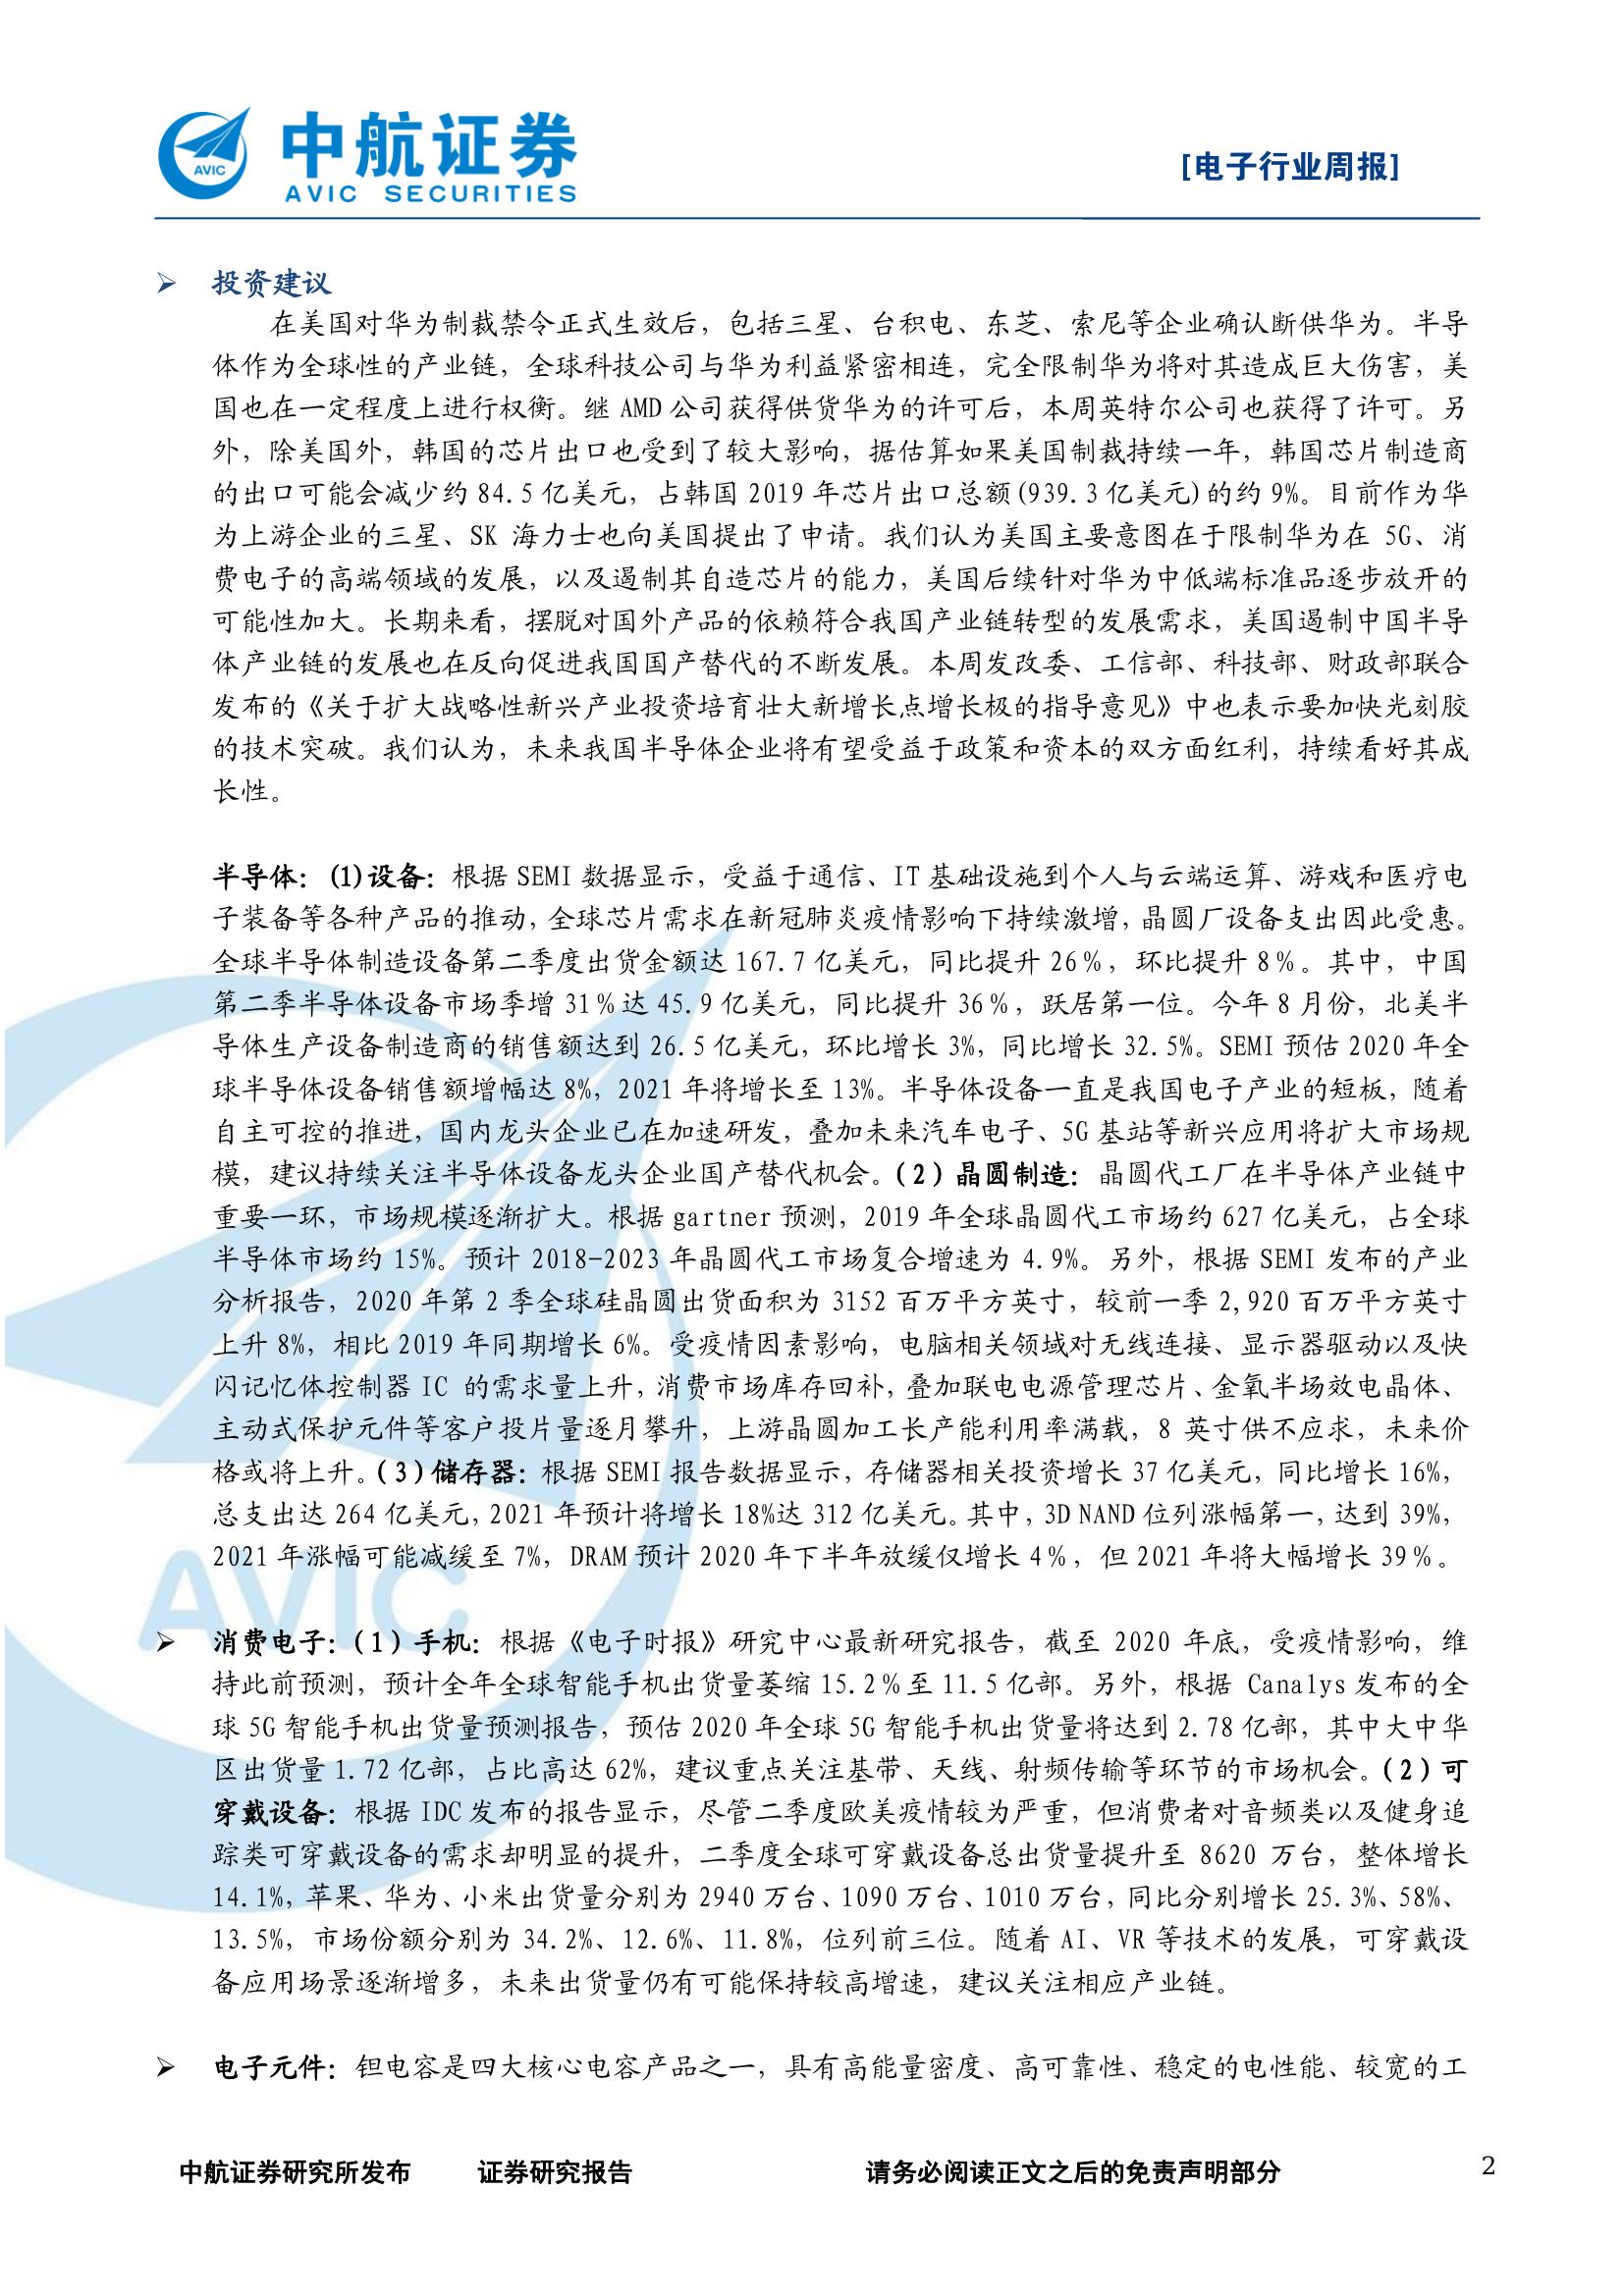 中航证券
AVIC
AVIC SECURITIES
[电子行业周报]
➢ 投资建议
在美国对华为制裁禁令正式生效后，包括三星、台积电、东芝、索尼等企业确认断供华为。半导
体作为全球性的产业链，全球科技公司与华为利益紧密相连，完全限制华为将对其造成巨大伤害，美
国也在一定程度上进行权衡。继 AMD 公司获得供货华为的许可后，本周英特尔公司也获得了许可。另
外，除美国外，韩国的芯片出口也受到了较大影响，据估算如果美国制裁持续一年，韩国芯片制造商
的出口可能会减少约 84.5 亿美元，占韩国 2019 年芯片出口总额(939.3 亿美元)的约 9%。目前作为华
为上游企业的三星、SK 海力士也向美国提出了申请。我们认为美国主要意图在于限制华为在 5G、消
费电子的高端领域的发展，以及遏制其自造芯片的能力，美国后续针对华为中低端标准品逐步放开的
可能性加大。长期来看，摆脱对国外产品的依赖符合我国产业链转型的发展需求，美国遏制中国半导
体产业链的发展也在反向促进我国国产替代的不断发展。本周发改委、工信部、科技部、财政部联合
发布的《关于扩大战略性新兴产业投资培育壮大新增长点增长极的指导意见》中也表示要加快光刻胶
的技术突破。我们认为，未来我国半导体企业将有望受益于政策和资本的双方面红利，持续看好其成
长性。
半导体：(1)设备：根据 SEMI 数据显示，受益于通信、IT 基础设施到个人与云端运算、游戏和医疗电
子装备等各种产品的推动，全球芯片需求在新冠肺炎疫情影响下持续激增，晶圆厂设备支出因此受惠。
全球半导体制造设备第二季度出货金额达 167.7 亿美元，同比提升 26％，环比提升 8％。其中，中国
第二季半导体设备市场季增 31％达 45.9 亿美元，同比提升 36％，跃居第一位。今年 8 月份，北美半
导体生产设备制造商的销售额达到 26.5 亿美元，环比增长 3%，同比增长 32.5%。SEMI 预估 2020 年全
球半导体设备销售额增幅达 8%，2021 年将增长至 13%。半导体设备一直是我国电子产业的短板，随着
自主可控的推进，国内龙头企业已在加速研发，叠加未来汽车电子、5G 基站等新兴应用将扩大市场规
模，建议持续关注半导体设备龙头企业国产替代机会。（2）晶圆制造：晶圆代工厂在半导体产业链中
重要一环，市场规模逐渐扩大。根据 gartner 预测，2019 年全球晶圆代工市场约 627 亿美元，占全球
半导体市场约 15%。预计 2018-2023 年晶圆代工市场复合增速为 4.9%。另外，根据 SEMI 发布的产业
分析报告，2020 年第 2 季全球硅晶圆出货面积为 3152 百万平方英寸，较前一季 2,920 百万平方英寸
上升 8%，相比 2019 年同期增长 6%。受疫情因素影响，电脑相关领域对无线连接、显示器驱动以及快
闪记忆体控制器 IC 的需求量上升，消费市场库存回补，叠加联电电源管理芯片、金氧半场效电晶体、
主动式保护元件等客户投片量逐月攀升，上游晶圆加工长产能利用率满载，8 英寸供不应求，未来价
格或将上升。（3）储存器：根据 SEMI 报告数据显示，存储器相关投资增长 37 亿美元，同比增长 16%，
总支出达 264 亿美元，2021 年预计将增长 18%达 312 亿美元。其中，3D NAND 位列涨幅第一，达到 39%，
2021 年涨幅可能减缓至 7%，DRAM 预计 2020 年下半年放缓仅增长 4％，但 2021 年将大幅增长 39％。
➢ 消费电子：（1）手机：根据《电子时报》研究中心最新研究报告，截至 2020 年底，受疫情影响，维
持此前预测，预计全年全球智能手机出货量萎缩 15.2％至 11.5 亿部。另外，根据 Canalys 发布的全
球 5G 智能手机出货量预测报告，预估 2020 年全球 5G 智能手机出货量将达到 2.78 亿部，其中大中华
区出货量 1.72 亿部，占比高达 62%，建议重点关注基带、天线、射频传输等环节的市场机会。（2）可
穿戴设备：根据 IDC 发布的报告显示，尽管二季度欧美疫情较为严重，但消费者对音频类以及健身追
踪类可穿戴设备的需求却明显的提升，二季度全球可穿戴设备总出货量提升至 8620 万台，整体增长
14.1%，苹果、华为、小米出货量分别为 2940 万台、1090 万台、1010 万台，同比分别增长 25.3%、58%、
13.5%，市场份额分别为 34.2%、12.6%、11.8%，位列前三位。随着 AI、VR 等技术的发展，可穿戴设
备应用场景逐渐增多，未来出货量仍有可能保持较高增速，建议关注相应产业链。
➢ 电子元件：钽电容是四大核心电容产品之一，具有高能量密度、高可靠性、稳定的电性能、较宽的工
AVIC
中航证券研究所发布 证券研究报告 请务必阅读正文之后的免责声明部分 2